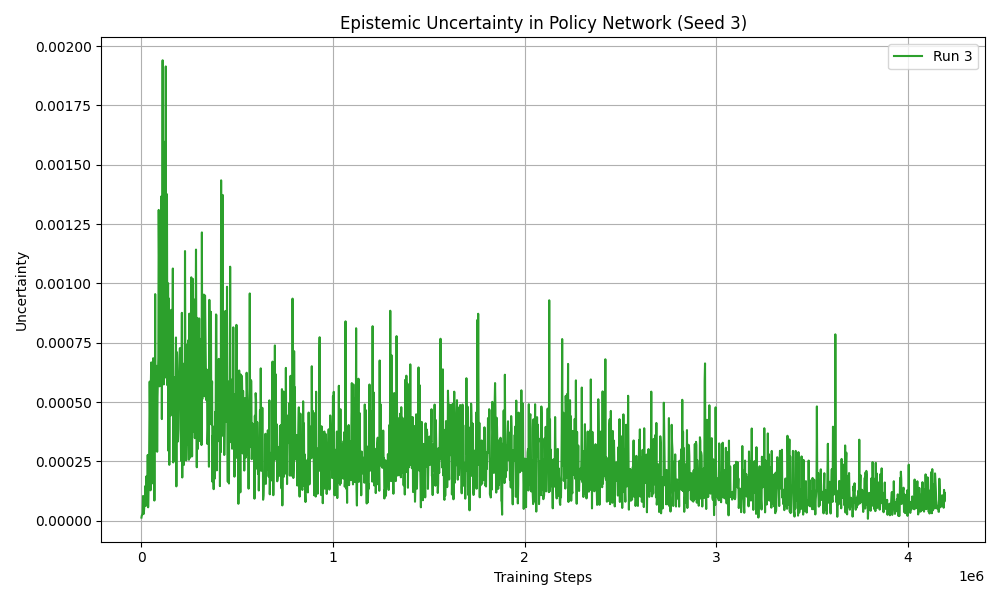 Epistemic Uncertainty in Policy Network (Seed 3)
Run 3
Uncertainty
0.00200
0.00175
0.00150
0.00125
0.00100
0.00075
0.00050
0.00025
0.00000
0 1 2 3 4
1e6
Training Steps